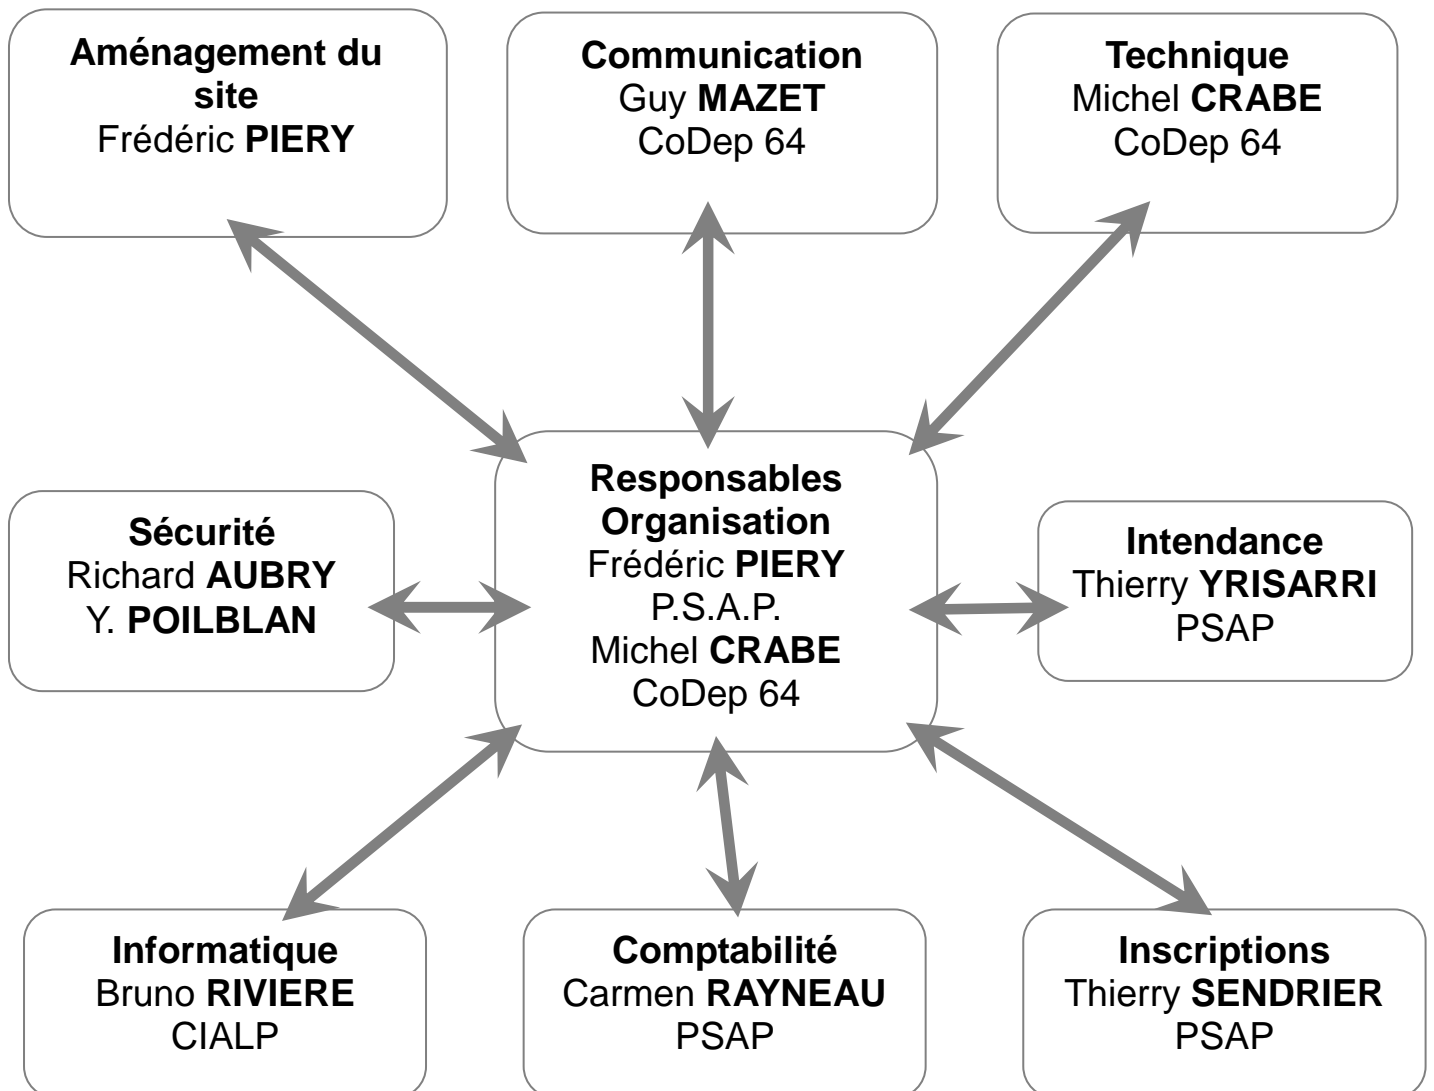 Aménagement du
site
Frédéric PIERY
Communication
Guy MAZET
CoDep 64
Technique
Michel CRABE
CoDep 64
Sécurité
Richard AUBRY
Y. POILBLAN
Responsables
Organisation
Frédéric PIERY
P.S.A.P.
Michel CRABE
CoDep 64
Intendance
Thierry YRISARRI
PSAP
Informatique
Bruno RIVIERE
CIALP
Comptabilité
Carmen RAYNEAU
PSAP
Inscriptions
Thierry SENDRIER
PSAP